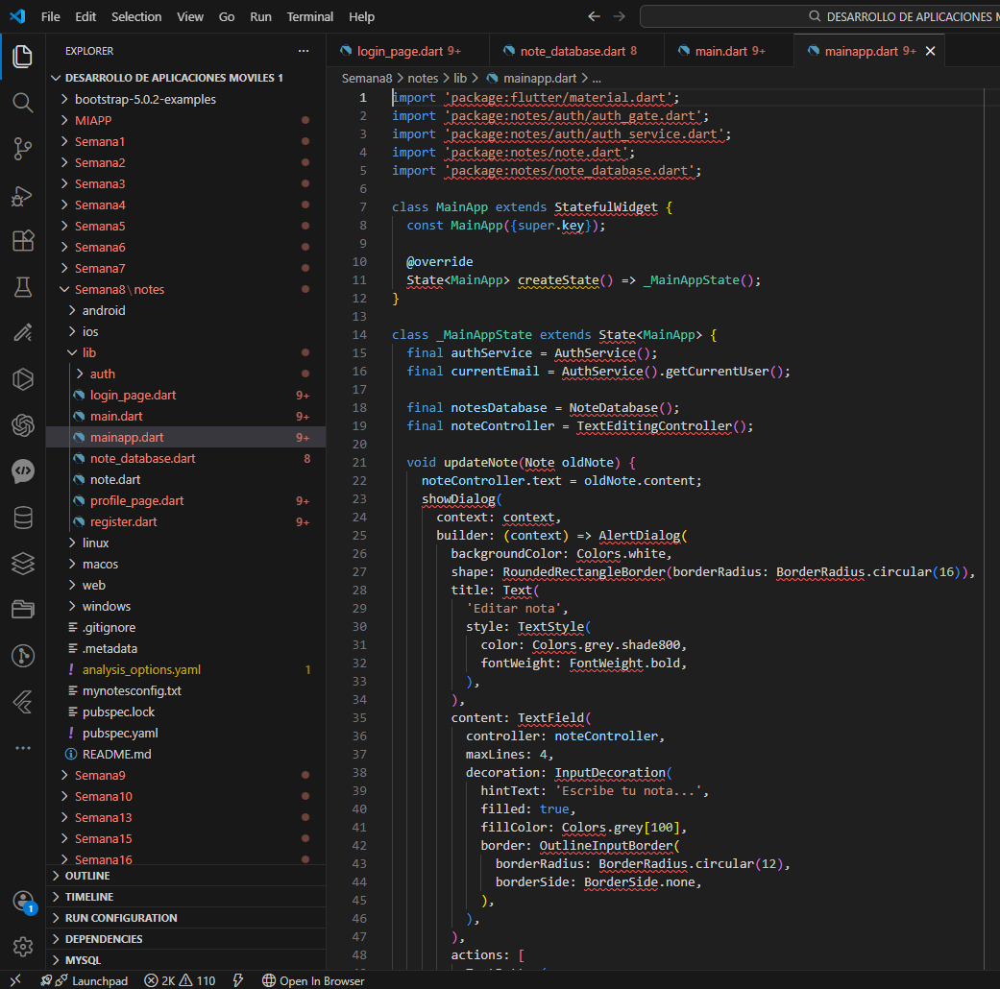 File Edit Selection View Go Run Terminal Help
DESARROLLO DE APLICACIONES M
EXPLORER
DESARROLLO DE APLICACIONES MOVILES 1
bootstrap-5.0.2-examples
MIAPP
Semana1
Semana2
Semana3
Semana4
Semana5
Semana6
Semana7
Semana8\notes
android
ios
lib
auth
login_page.dart 9+
main.dart 9+
mainapp.dart 9+
note_database.dart 8
note.dart
profile_page.dart 9+
register.dart 9+
linux
macos
web
windows
.gitignore
.metadata
analysis_options.yaml 1
mynotesconfig.txt
pubspec.lock
pubspec.yaml
README.md
Semana9
Semana10
Semana13
Semana15
Semana16
OUTLINE
TIMELINE
RUN CONFIGURATION
DEPENDENCIES
MYSQL
login_page.dart 9+ note_database.dart 8 main.dart 9+ mainapp.dart 9+
Semana8 > notes > lib > mainapp.dart > ...
1 import 'package:flutter/material.dart';
2 import 'package:notes/auth/auth_gate.dart';
3 import 'package:notes/auth/auth_service.dart';
4 import 'package:notes/note.dart';
5 import 'package:notes/note_database.dart';
6
7 class MainApp extends StatefulWidget {
8 const MainApp({super.key});
9
10 @override
11 State<MainApp> createState() => _MainAppState();
12 }
13
14 class _MainAppState extends State<MainApp> {
15 final authService = AuthService();
16 final currentEmail = AuthService().getCurrentUser();
17
18 final notesDatabase = NoteDatabase();
19 final noteController = TextEditingController();
20
21 void updateNote(Note oldNote) {
22 noteController.text = oldNote.content;
23 showDialog(
24 context: context,
25 builder: (context) => AlertDialog(
26 backgroundColor: Colors.white,
27 shape: RoundedRectangleBorder(borderRadius: BorderRadius.circular(16)),
28 title: Text(
29 'Editar nota',
30 style: TextStyle(
31 color: Colors.grey.shade800,
32 fontWeight: FontWeight.bold,
33 ),
34 ),
35 content: TextField(
36 controller: noteController,
37 maxLines: 4,
38 decoration: InputDecoration(
39 hintText: 'Escribe tu nota...',
40 filled: true,
41 fillColor: Colors.grey[100],
42 border: OutlineInputBorder(
43 borderRadius: BorderRadius.circular(12),
44 borderSide: BorderSide.none,
45 ),
46 ),
47 ),
48 actions: [
1
Launchpad 2K 110 Open In Browser